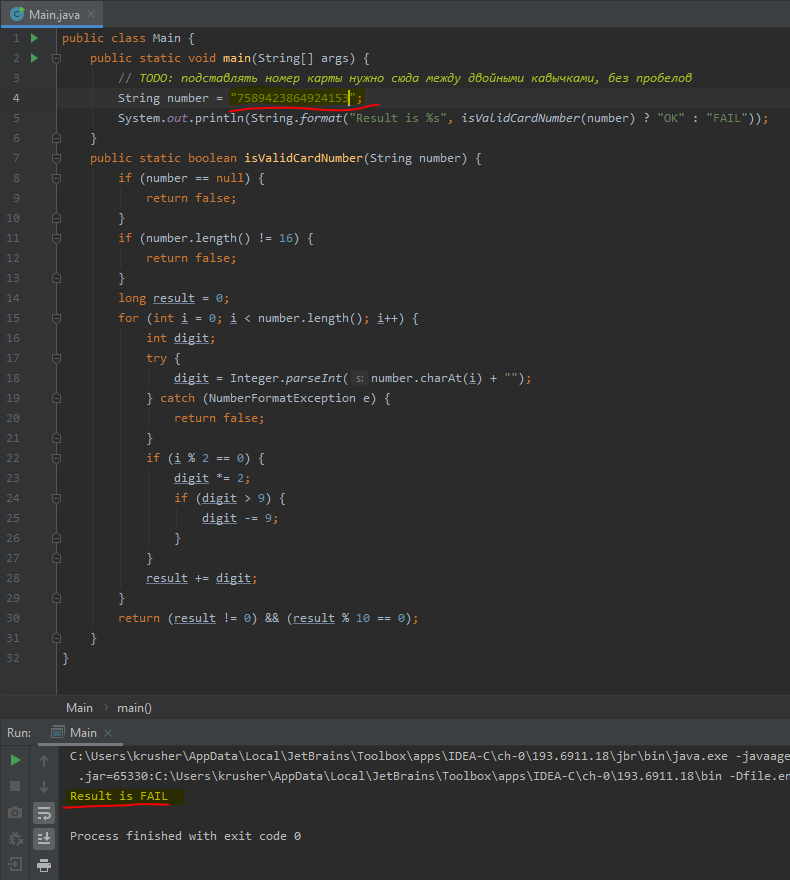 Main.java
1 public class Main {
2 public static void main(String[] args) {
3 // TODO: подставлять номер карты нужно сюда между двойными кавычками, без пробелов
4 String number = "7589423864924153";
5 System.out.println(String.format("Result is %s", isValidCardNumber(number) ? "OK" : "FAIL"));
6 }
7 public static boolean isValidCardNumber(String number) {
8 if (number == null) {
9 return false;
10 }
11 if (number.length() != 16) {
12 return false;
13 }
14 long result = 0;
15 for (int i = 0; i < number.length(); i++) {
16 int digit;
17 try {
18 digit = Integer.parseInt( s: number.charAt(i) + "");
19 } catch (NumberFormatException e) {
20 return false;
21 }
22 if (i % 2 == 0) {
23 digit *= 2;
24 if (digit > 9) {
25 digit -= 9;
26 }
27 }
28 result += digit;
29 }
30 return (result != 0) && (result % 10 == 0);
31 }
32 }
Main › main()
Run: Main
C:\Users\krusher\AppData\Local\JetBrains\Toolbox\apps\IDEA-C\ch-0\193.6911.18\jbr\bin\java.exe -javaage
.jar=65330:C:\Users\krusher\AppData\Local\JetBrains\Toolbox\apps\IDEA-C\ch-0\193.6911.18\bin -Dfile.en
Result is FAIL
Process finished with exit code 0